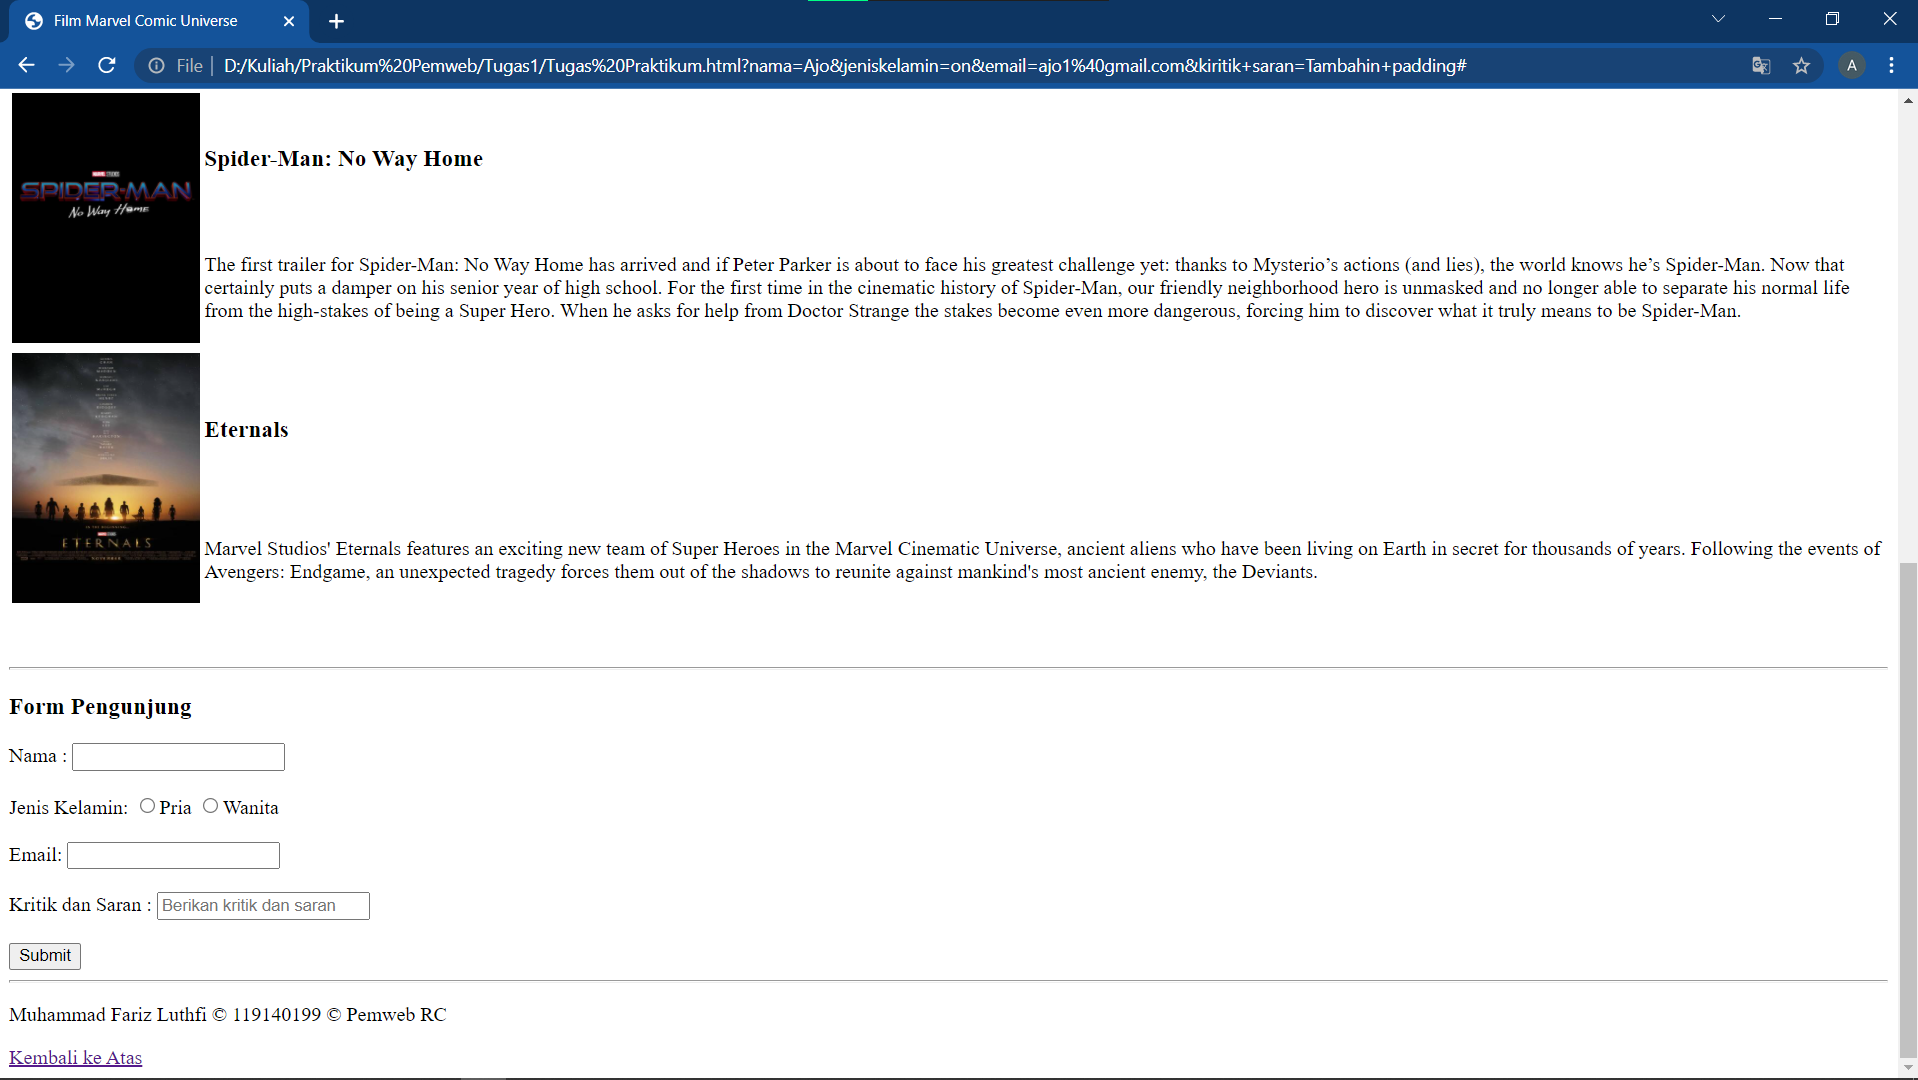 Film Marvel Comic Universe
File
D:/Kuliah/Praktikum%20Pemweb/Tugas1/Tugas%20Praktikum.html?nama=Ajo&jeniskelamin=on&email=ajo1%40gmail.com&kiritik+saran=Tambahin+padding#
A
SPIDER-MAN
No Way Home
Spider-Man: No Way Home
The first trailer for Spider-Man: No Way Home has arrived and if Peter Parker is about to face his greatest challenge yet: thanks to Mysterio’s actions (and lies), the world knows he’s Spider-Man. Now that
certainly puts a damper on his senior year of high school. For the first time in the cinematic history of Spider-Man, our friendly neighborhood hero is unmasked and no longer able to separate his normal life
from the high-stakes of being a Super Hero. When he asks for help from Doctor Strange the stakes become even more dangerous, forcing him to discover what it truly means to be Spider-Man.
ETERNALS
Eternals
Marvel Studios' Eternals features an exciting new team of Super Heroes in the Marvel Cinematic Universe, ancient aliens who have been living on Earth in secret for thousands of years. Following the events of
Avengers: Endgame, an unexpected tragedy forces them out of the shadows to reunite against mankind's most ancient enemy, the Deviants.
Form Pengunjung
Nama :
Jenis Kelamin: Pria Wanita
Email:
Kritik dan Saran : Berikan kritik dan saran
Submit
Muhammad Fariz Luthfi © 119140199 © Pemweb RC
Kembali ke Atas